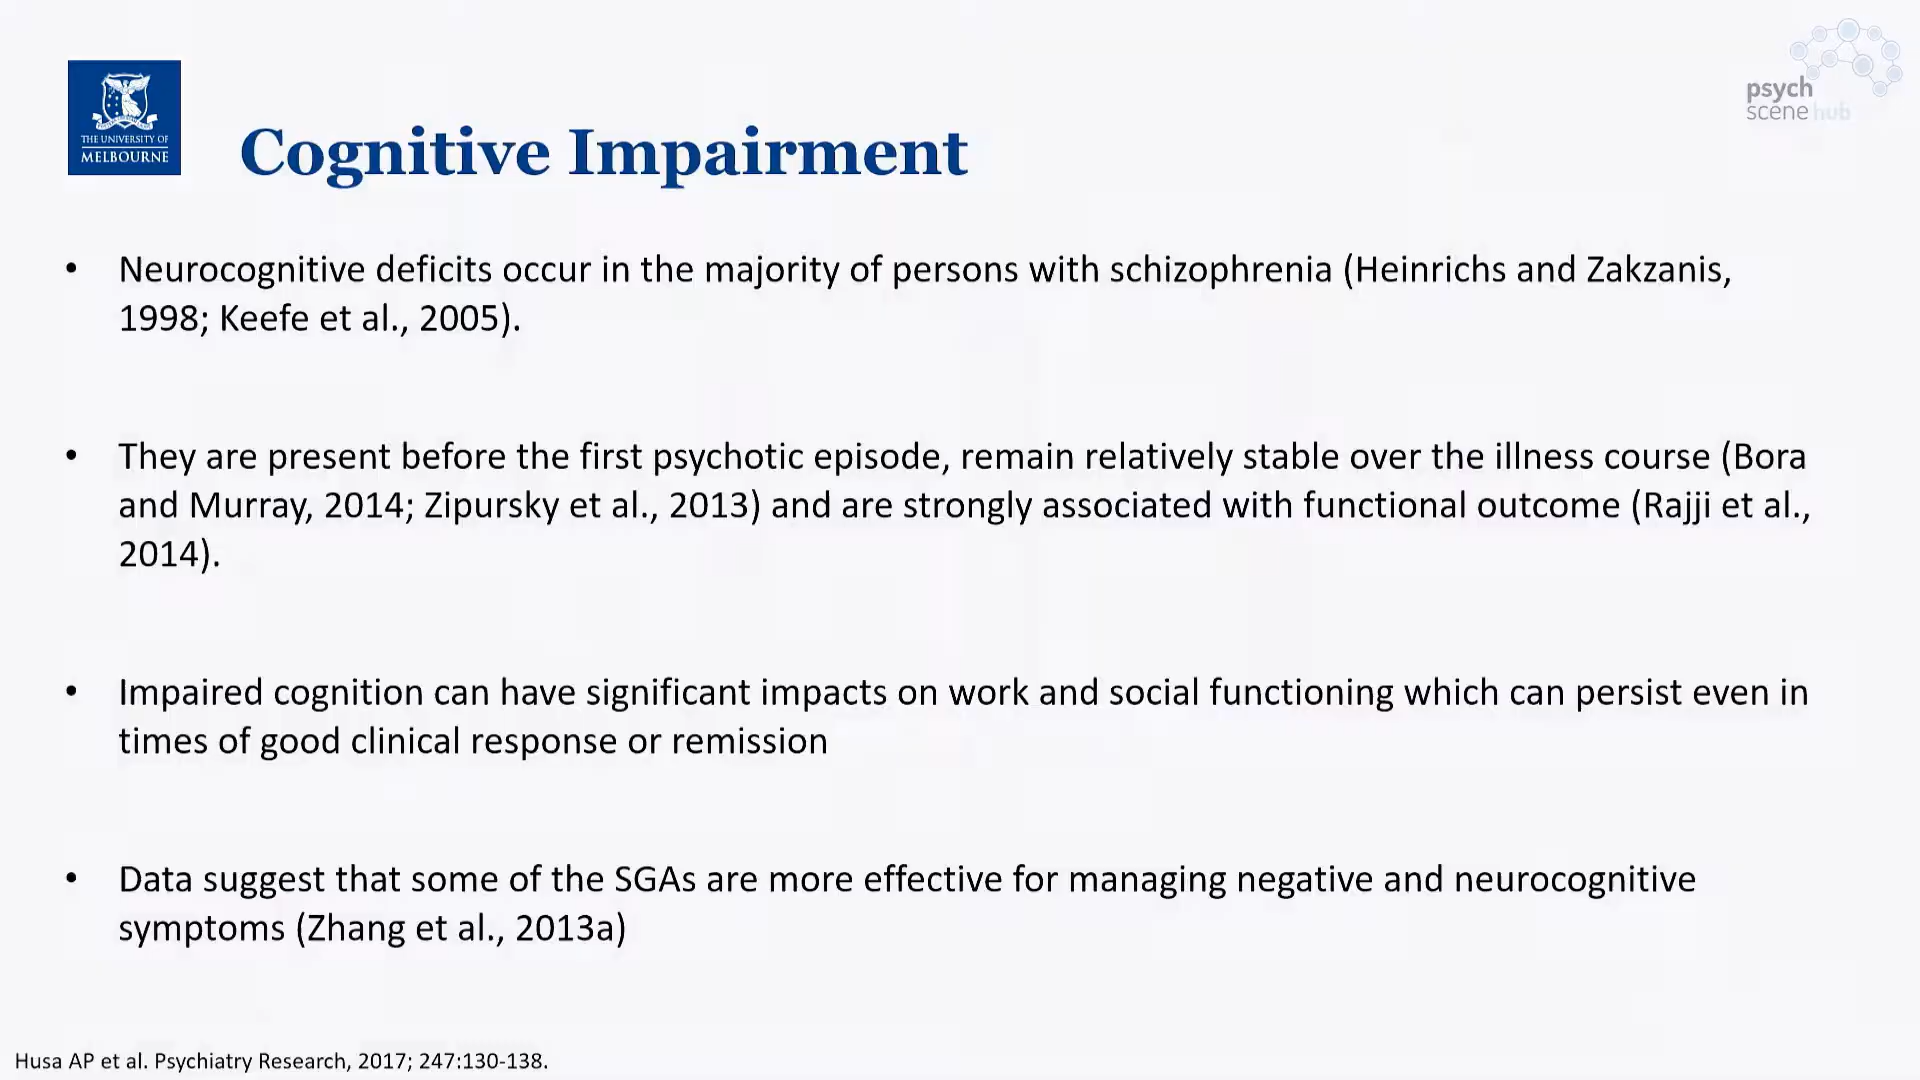 THE UNIVERSITY OF
MELBOURNE
psych
scene hub
Cognitive Impairment
• Neurocognitive deficits occur in the majority of persons with schizophrenia (Heinrichs and Zakzanis,
1998; Keefe et al., 2005).
• They are present before the first psychotic episode, remain relatively stable over the illness course (Bora
and Murray, 2014; Zipursky et al., 2013) and are strongly associated with functional outcome (Rajji et al.,
2014).
• Impaired cognition can have significant impacts on work and social functioning which can persist even in
times of good clinical response or remission
• Data suggest that some of the SGAs are more effective for managing negative and neurocognitive
symptoms (Zhang et al., 2013a)
Husa AP et al. Psychiatry Research, 2017; 247:130-138.